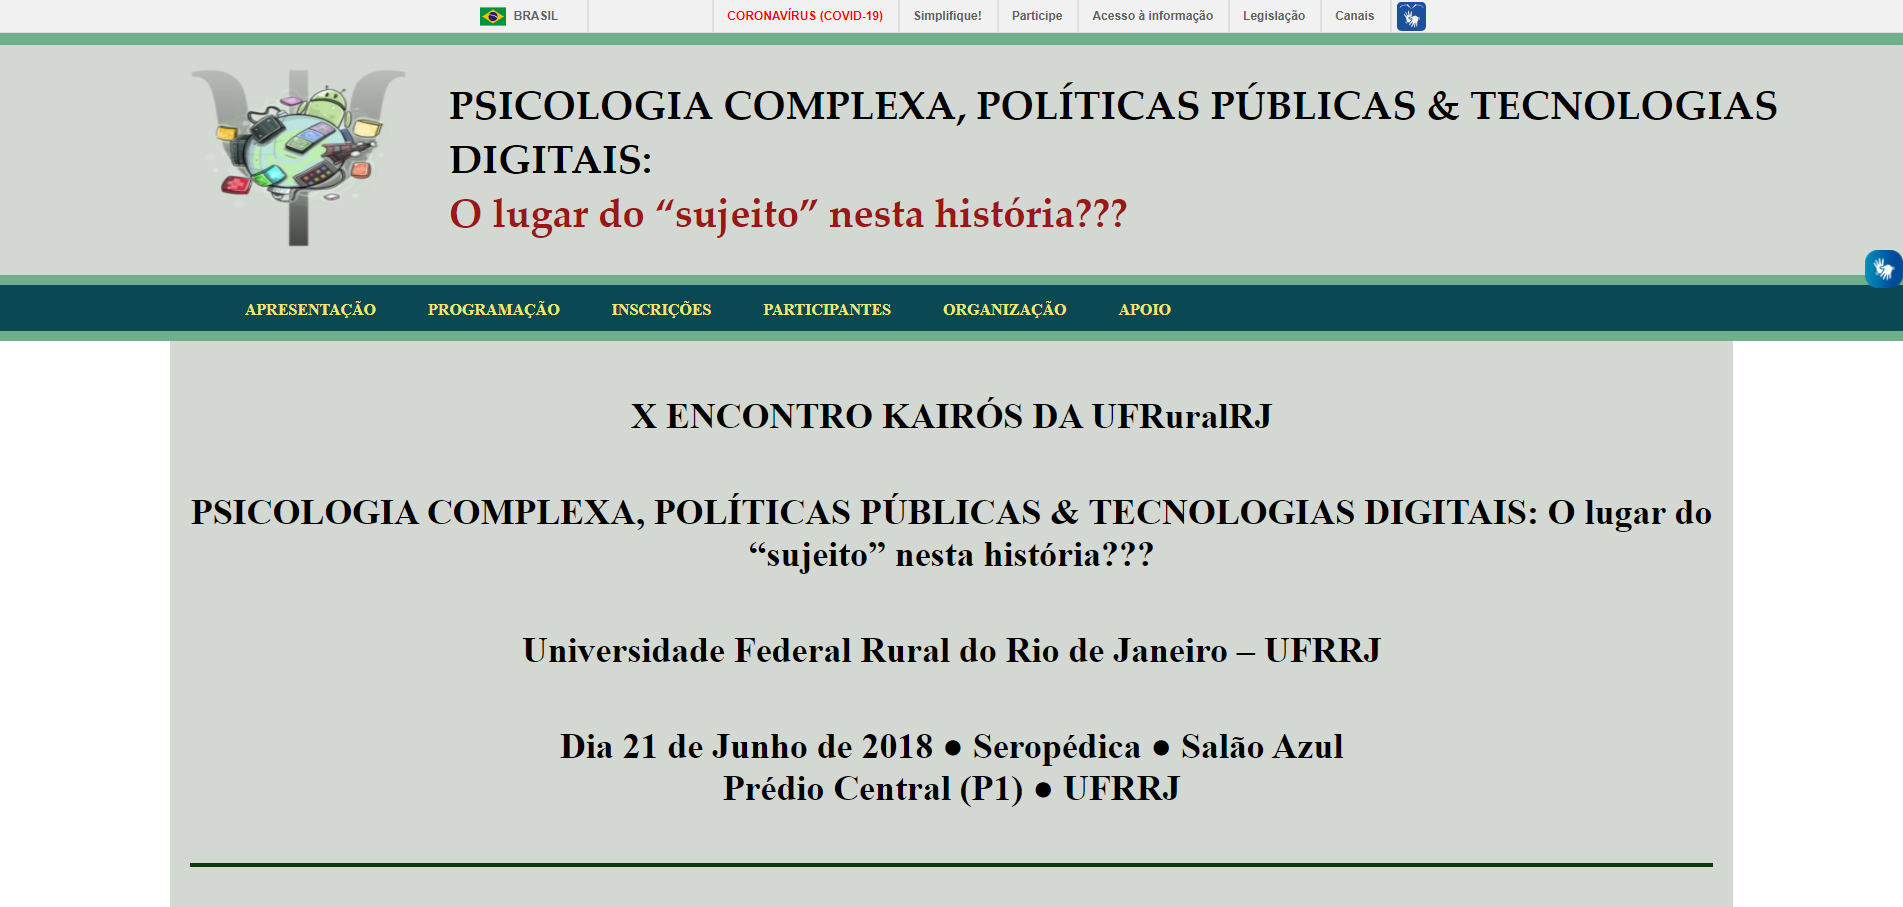 BRASIL
CORONAVÍRUS (COVID-19)
Simplifique!
Participe
Acesso à informação
Legislação
Canais
PSICOLOGIA COMPLEXA, POLÍTICAS PÚBLICAS & TECNOLOGIAS
DIGITAIS:
O lugar do “sujeito” nesta história???
APRESENTAÇÃO
PROGRAMAÇÃO
INSCRIÇÕES
PARTICIPANTES
ORGANIZAÇÃO
APOIO
X ENCONTRO KAIRÓS DA UFRuralRJ
PSICOLOGIA COMPLEXA, POLÍTICAS PÚBLICAS & TECNOLOGIAS DIGITAIS: O lugar do
“sujeito” nesta história???
Universidade Federal Rural do Rio de Janeiro – UFRRJ
Dia 21 de Junho de 2018 ● Seropédica ● Salão Azul
Prédio Central (P1) ● UFRRJ